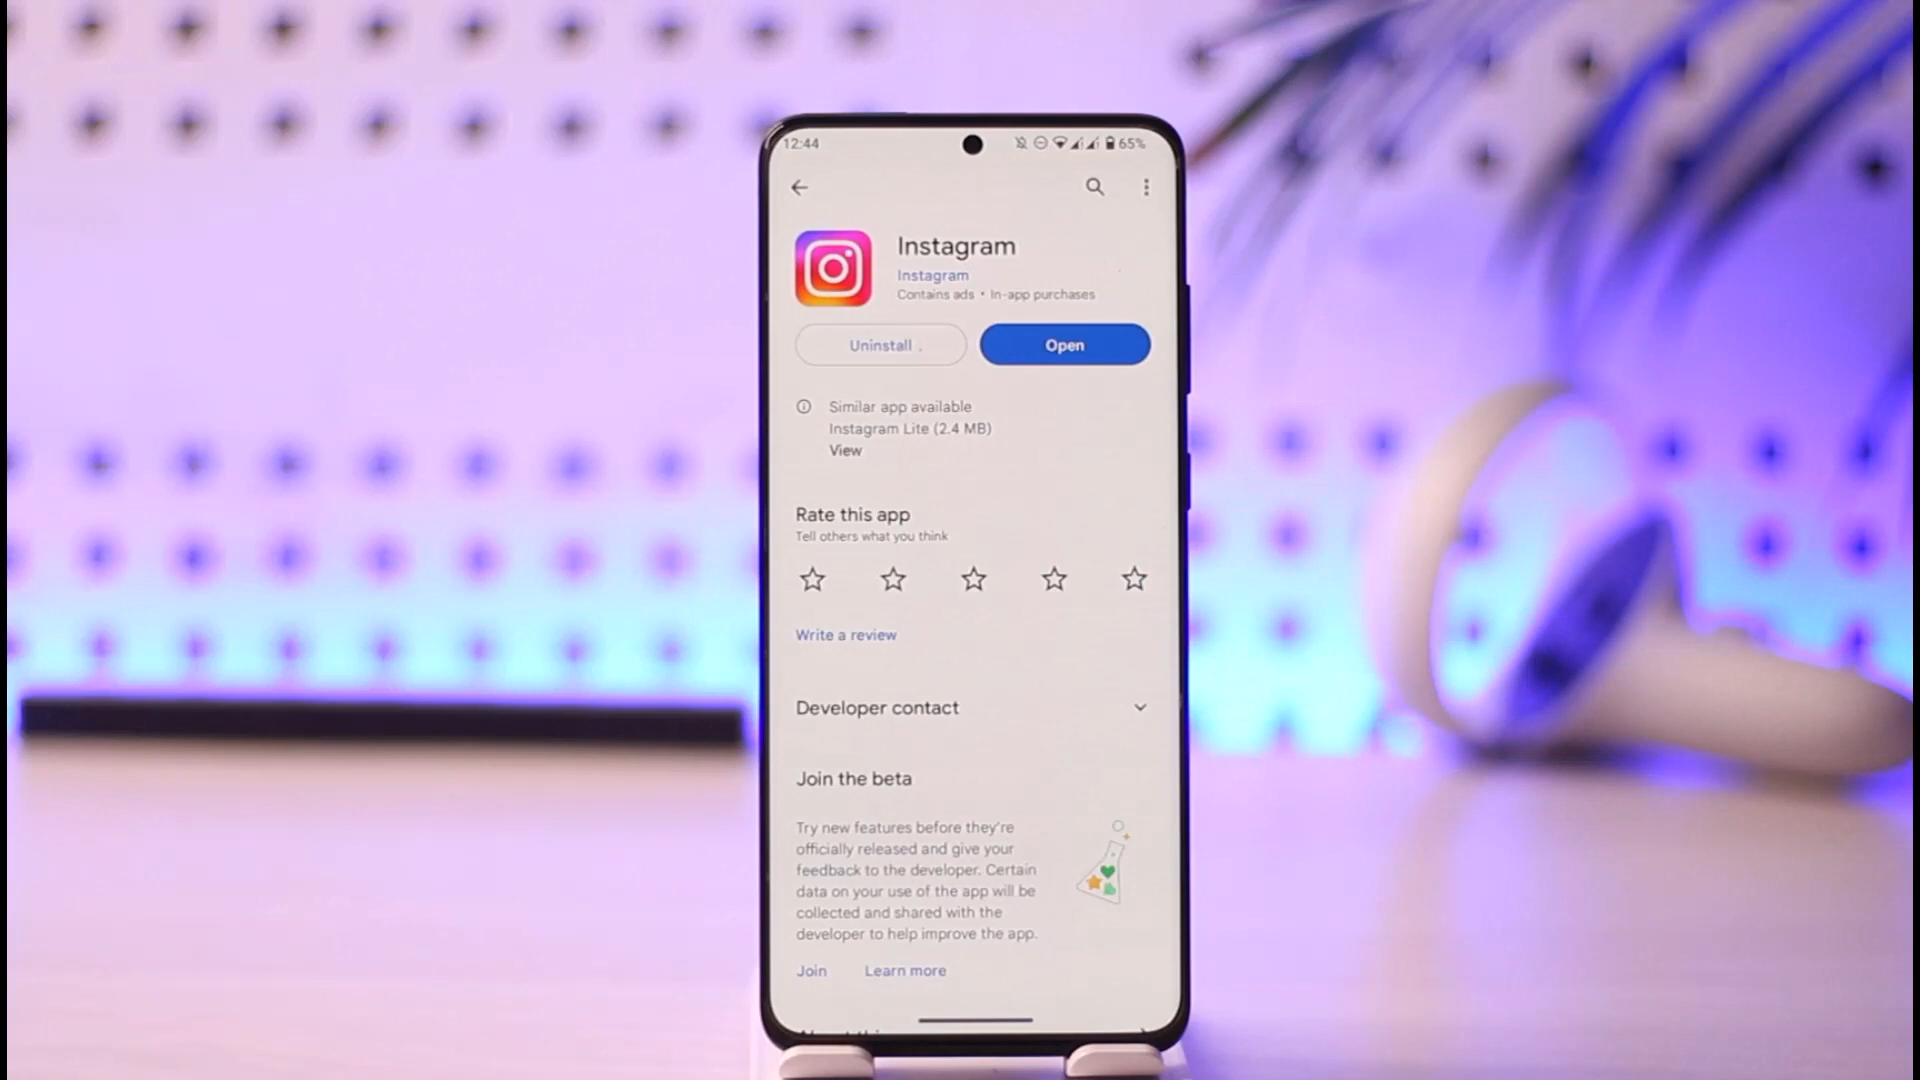 12:44
65%
Instagram
Instagram
Contains ads • In-app purchases
Uninstall
Open
Similar app available
Instagram Lite (2.4 MB)
View
Rate this app
Tell others what you think
Write a review
Developer contact
Join the beta
Try new features before they're
officially released and give your
feedback to the developer. Certain
data on your use of the app will be
collected and shared with the
developer to help improve the app.
Join
Learn more